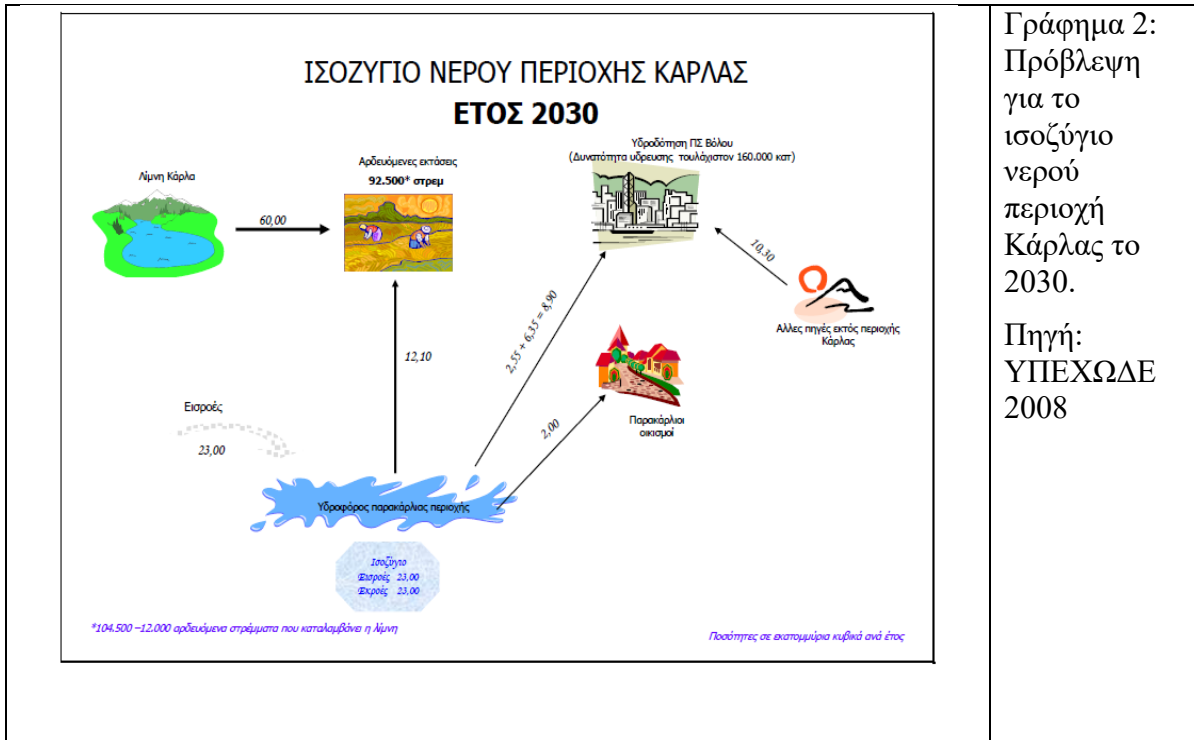 ΙΣΟΖΥΓΙΟ ΝΕΡΟΥ ΠΕΡΙΟΧΗΣ ΚΑΡΛΑΣ
ΕΤΟΣ 2030
Λίμνη Κάρλα
60,00
Αρδευόμενες εκτάσεις
92.500* στρεμ
Υδροδότηση ΠΣ Βόλου
(Δυνατότητα υδρευσης τουλάχιστον 160.000 κατ)
10,30
Αλλες πηγές εκτός περιοχής
Κάρλας
12,10
2,55 + 6,35 = 8,90
2,00
Παρακάρλιοι
οικισμοί
Εισροές
23,00
Υδροφόρος παρακάρλιας περιοχής
Ισοζύγιο
Εισροές 23,00
Εκροές 23,00
*104.500 –12.000 αρδευόμενα στρέμματα που καταλαμβάνει η λίμνη
Ποσότητες σε εκατομμύρια κυβικά ανά έτος
Γράφημα 2:
Πρόβλεψη
για το
ισοζύγιο
νερού
περιοχή
Κάρλας το
2030.
Πηγή:
ΥΠΕΧΩΔΕ
2008